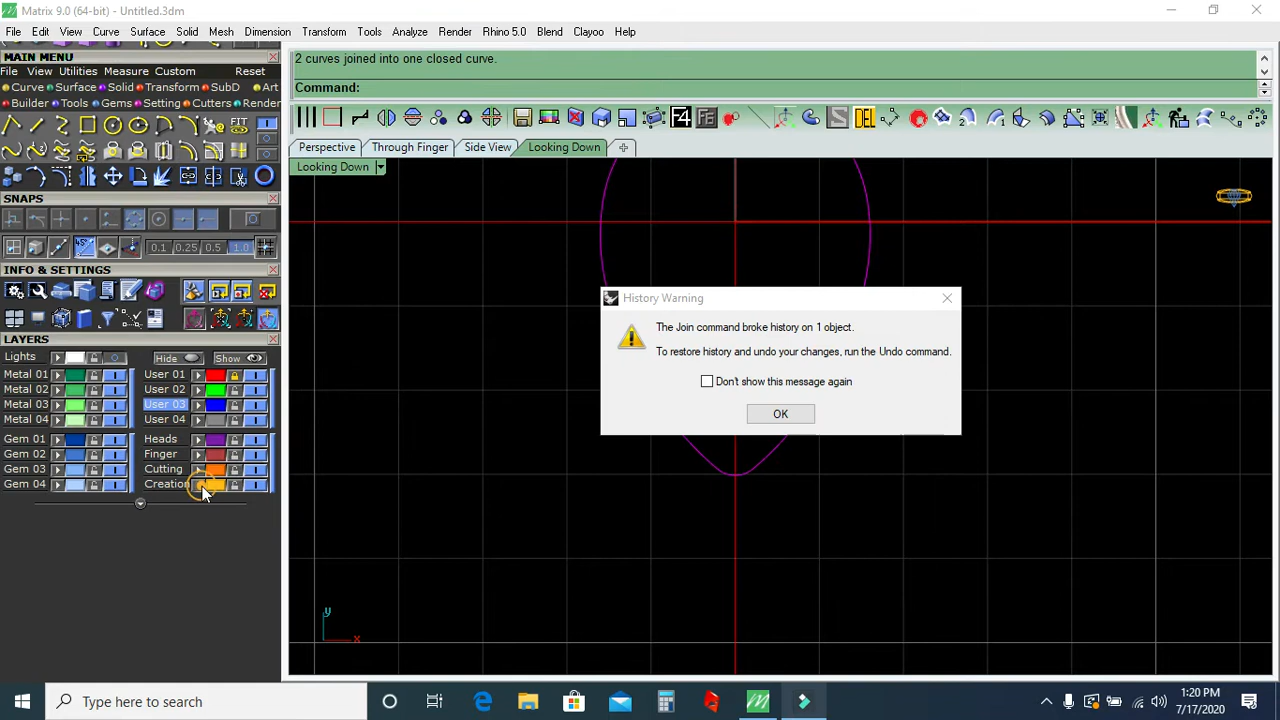 Matrix 9.0 (64-bit) - Untitled.3dm
File Edit View Curve Surface Solid Mesh Dimension Transform Tools Analyze Render Rhino 5.0 Blend Clayoo Help
MAIN MENU
File View Utilities Measure Custom Reset
Curve Surface Solid Transform SubD Art
Builder Tools Gems Setting Cutters Render
FIT
2 curves joined into one closed curve.
Command:
F4
DEL
Perspective Through Finger Side View Looking Down
Looking Down
SNAPS
45°
0.1 0.25 0.5 1.0
INFO & SETTINGS
LAYERS
Lights Hide Show
Metal 01 User 01
Metal 02 User 02
Metal 03 User 03
Metal 04 User 04
Gem 01 Heads
Gem 02 Finger
Gem 03 Cutting
Gem 04 Creation
History Warning
The Join command broke history on 1 object.
To restore history and undo your changes, run the Undo command.
Don't show this message again
OK
y
x
Type here to search
1:20 PM
7/17/2020